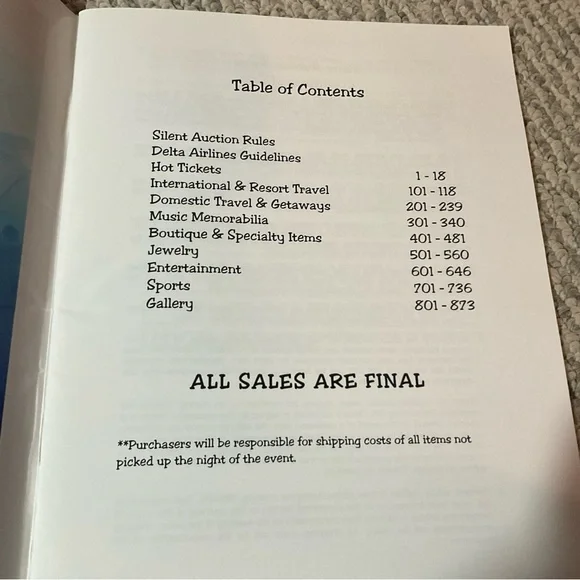 Table of Contents
Silent Auction Rules
Delta Airlines Guidelines
Hot Tickets 1 - 18
International & Resort Travel 101 - 118
Domestic Travel & Getaways 201 - 239
Music Memorabilia 301 - 340
Boutique & Specialty Items 401 - 481
Jewelry 501 - 560
Entertainment 601 - 646
Sports 701 - 736
Gallery 801 - 873
ALL SALES ARE FINAL
**Purchasers will be responsible for shipping costs of all items not
picked up the night of the event.